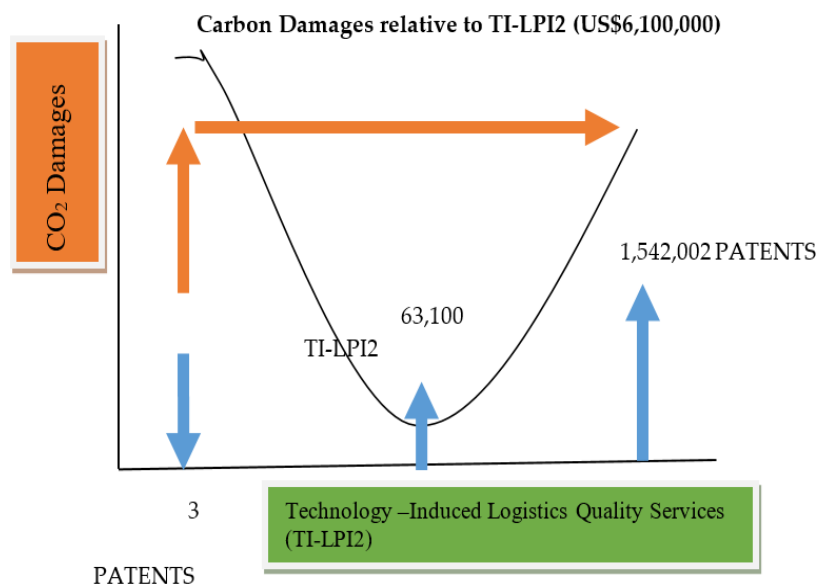 Carbon Damages relative to TI-LPI2 (US$6,100,000)
CO₂ Damages
1,542,002 PATENTS
63,100
TI-LPI2
3
Technology –Induced Logistics Quality Services
(TI-LPI2)
PATENTS